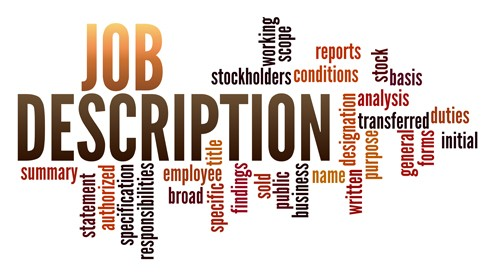 JOB
DESCRIPTION
working
scope
reports
stockholders
conditions
stock
basis
analysis
designation
transferred
duties
purpose
general
forms
initial
summary
statement
authorized
specification
responsibilities
employee
title
broad
specific
findings
sold
public
business
name
written